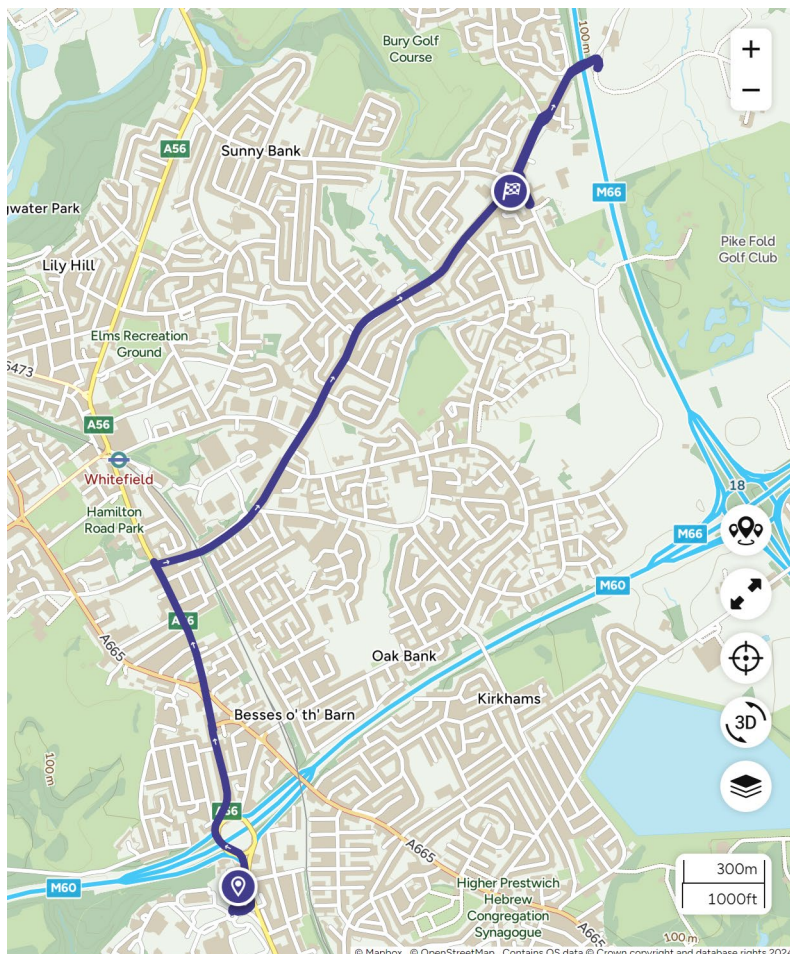 100 m
Bury Golf
Course
A56
Sunny Bank
M66
gwater Park
Pike Fold
Golf Club
Lily Hill
Elms Recreation
Ground
6473
A56
Whitefield
18
Hamilton
Road Park
M66
M60
A56
A665
Oak Bank
Kirkhams
3D
Besses o' th' Barn
100 m
A56
A665
300m
1000ft
M60
Higher Prestwich
Hebrew
Congregation
Synagogue
A665
100 m
© Mapbox © OpenStreetMap Contains OS data © Crown copyright and database rights 2024